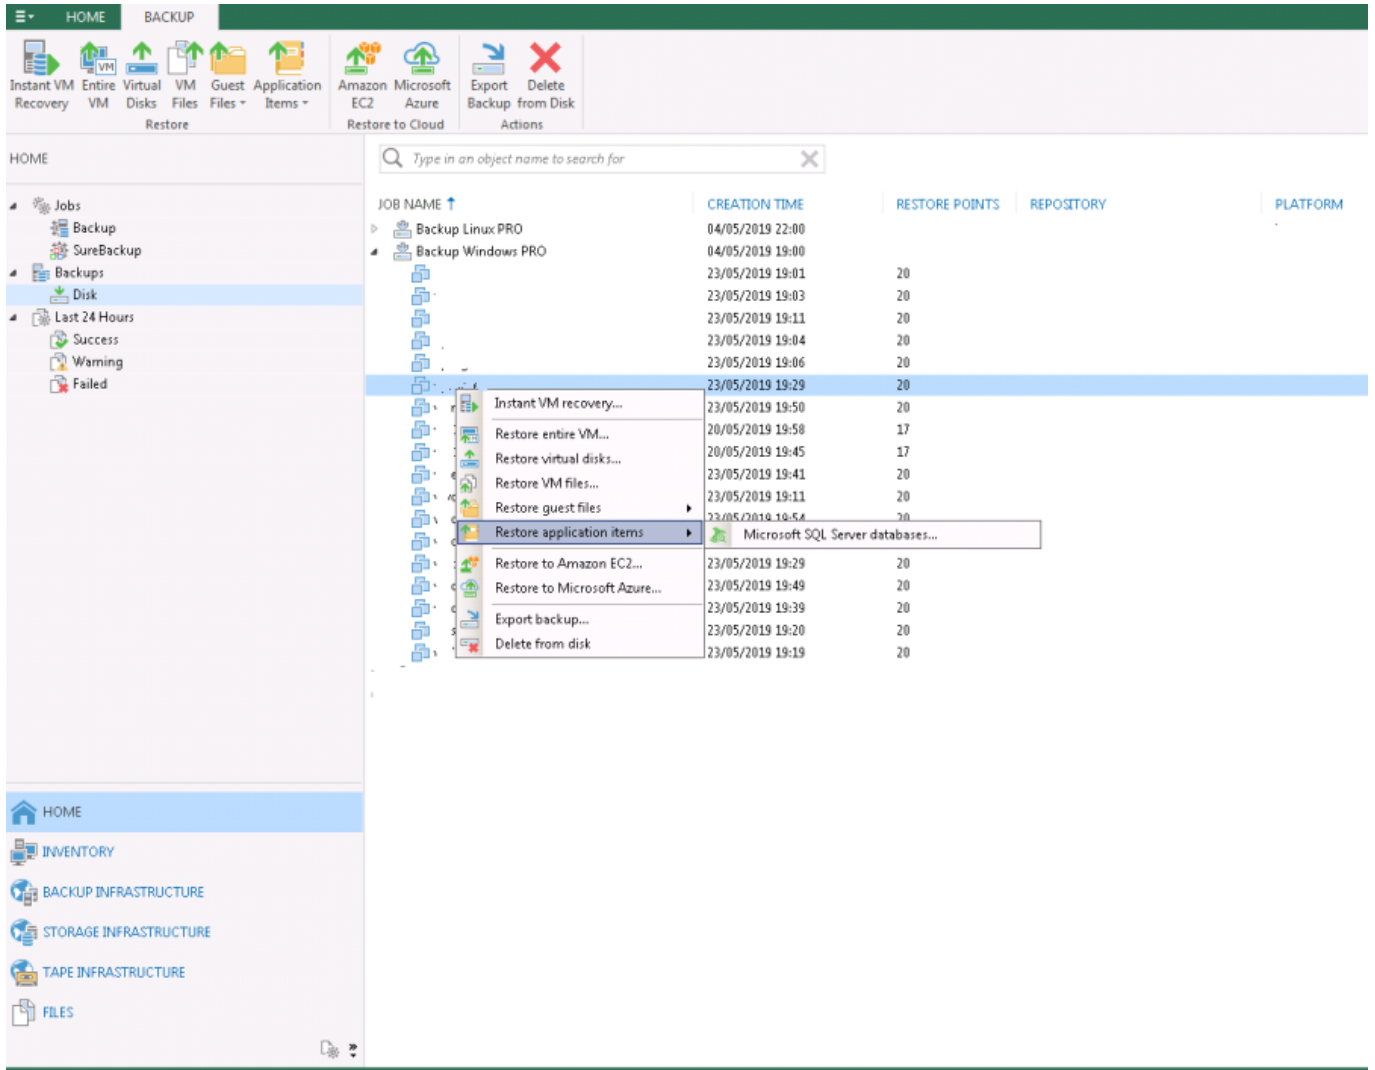 HOME BACKUP
Instant VM Recovery Entire VM Virtual Disks VM Files Guest Files Application Items Amazon EC2 Microsoft Azure Export Backup Delete from Disk
Restore Restore to Cloud Actions
HOME
Type in an object name to search for
Jobs
Backup
SureBackup
Backups
Disk
Last 24 Hours
Success
Warning
Failed
JOB NAME CREATION TIME RESTORE POINTS REPOSITORY PLATFORM
Backup Linux PRO 04/05/2019 22:00
Backup Windows PRO 04/05/2019 19:00
23/05/2019 19:01 20
23/05/2019 19:03 20
23/05/2019 19:11 20
23/05/2019 19:04 20
23/05/2019 19:06 20
23/05/2019 19:29 20
23/05/2019 19:50 20
20/05/2019 19:58 17
20/05/2019 19:45 17
23/05/2019 19:41 20
23/05/2019 19:11 20
23/05/2019 19:54 20
23/05/2019 19:29 20
23/05/2019 19:49 20
23/05/2019 19:39 20
23/05/2019 19:20 20
23/05/2019 19:19 20
Instant VM recovery...
Restore entire VM...
Restore virtual disks...
Restore VM files...
Restore guest files
Restore application items
Microsoft SQL Server databases...
Restore to Amazon EC2...
Restore to Microsoft Azure...
Export backup...
Delete from disk
HOME
INVENTORY
BACKUP INFRASTRUCTURE
STORAGE INFRASTRUCTURE
TAPE INFRASTRUCTURE
FILES